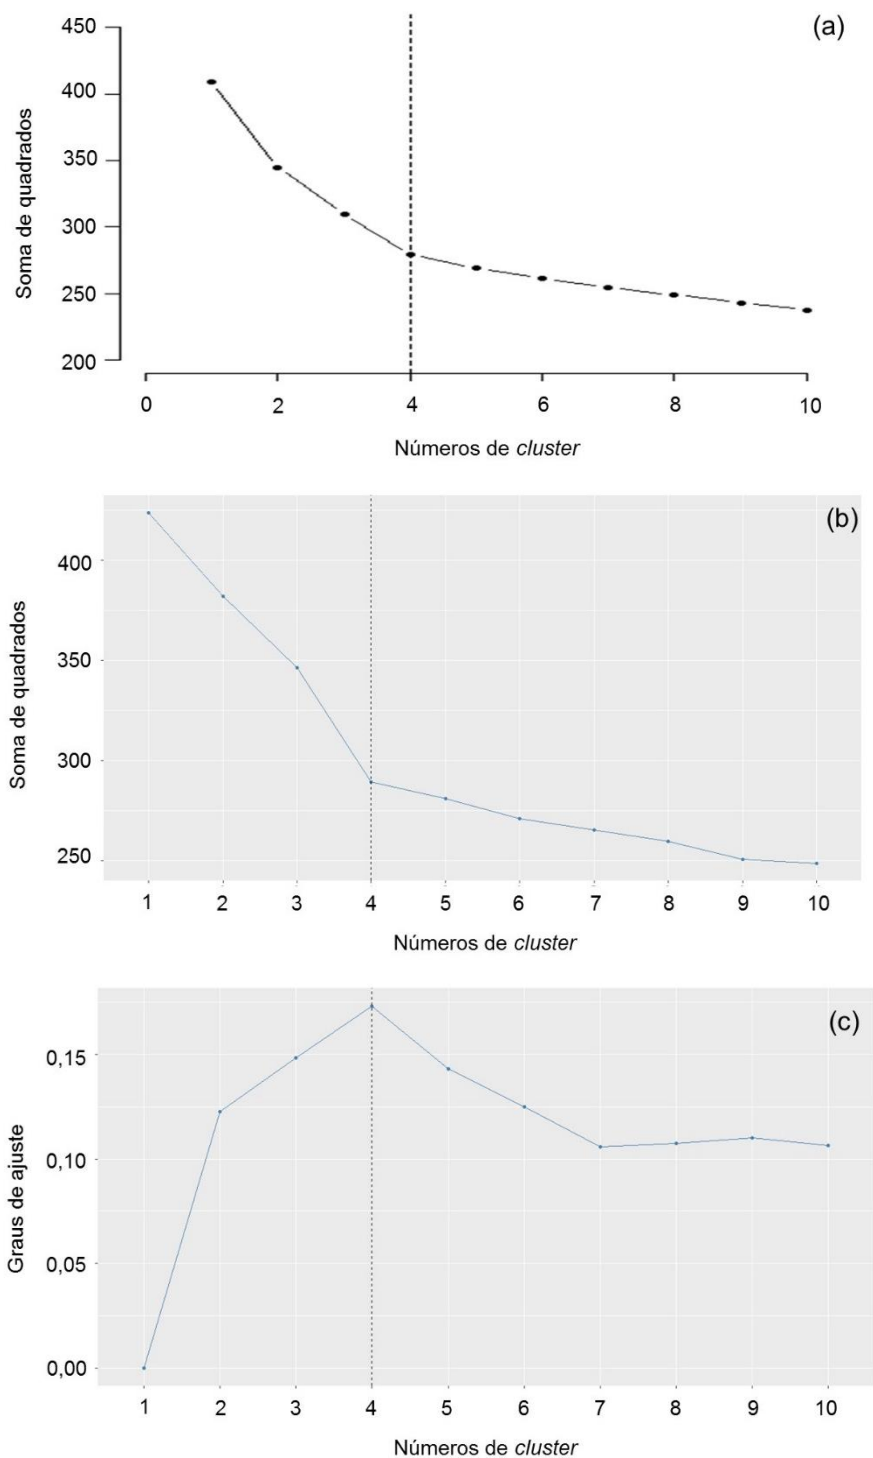 (a)
Soma de quadrados
450
400
350
300
250
200
0 2 4 6 8 10
Números de cluster
(b)
Soma de quadrados
400
350
300
250
1 2 3 4 5 6 7 8 9 10
Números de cluster
(c)
Graus de ajuste
0,15
0,10
0,05
0,00
1 2 3 4 5 6 7 8 9 10
Números de cluster